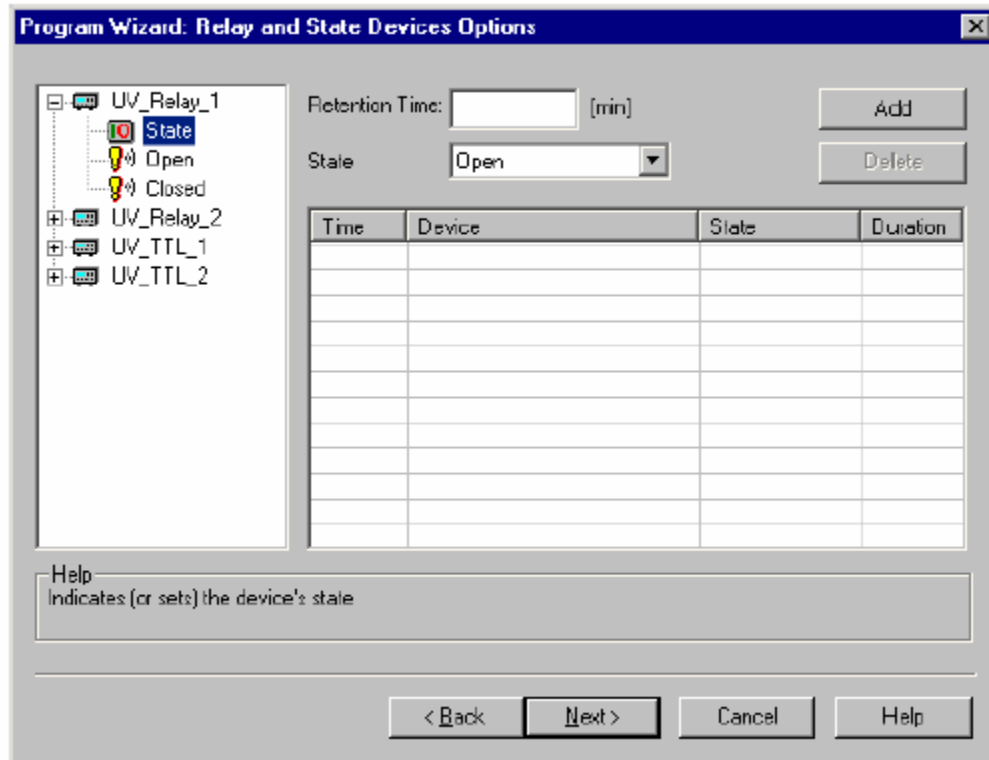 Program Wizard: Relay and State Devices Options
UV_Relay_1
State
Open
Closed
UV_Relay_2
UV_TTL_1
UV_TTL_2
Retention Time: [min]
Add
State Open
Delete
Time Device State Duration
Help
Indicates (or sets) the device's state
< Back
Next >
Cancel
Help